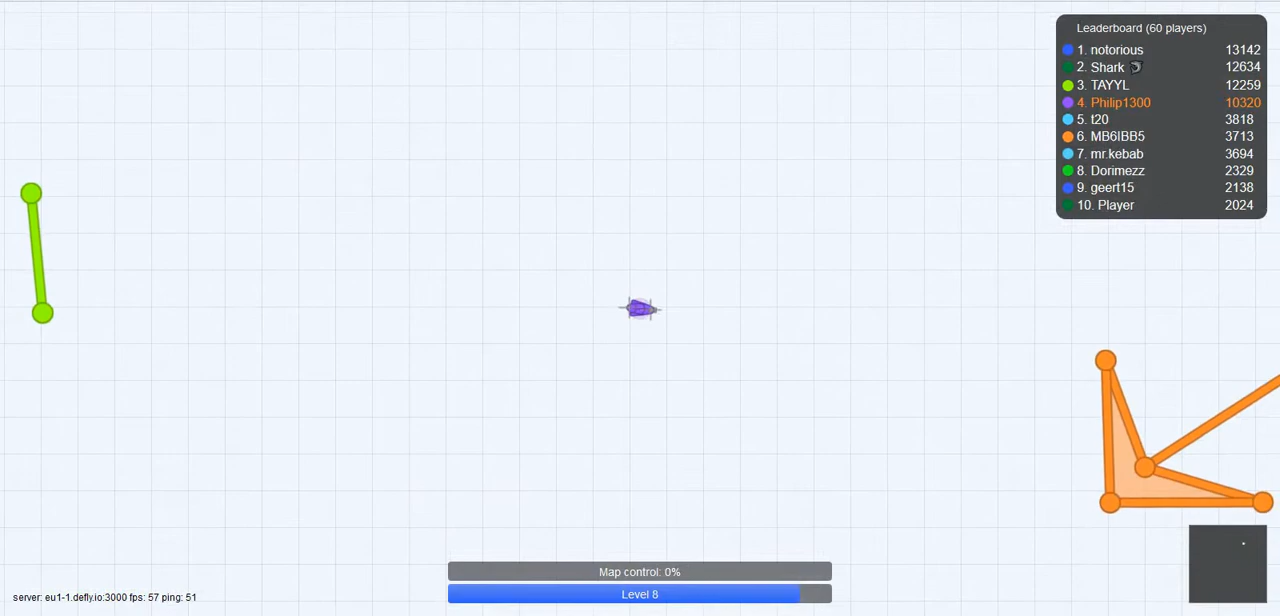 Leaderboard (60 players)
1. notorious 13142
2. Shark 12634
3. TAYYL 12259
4. Philip1300 10320
5. t20 3818
6. MB6IBB5 3713
7. mr.kebab 3694
8. Dorimezz 2329
9. geert15 2138
10. Player 2024
Map control: 0%
Level 8
server: eu1-1.defly.io:3000 fps: 57 ping: 51